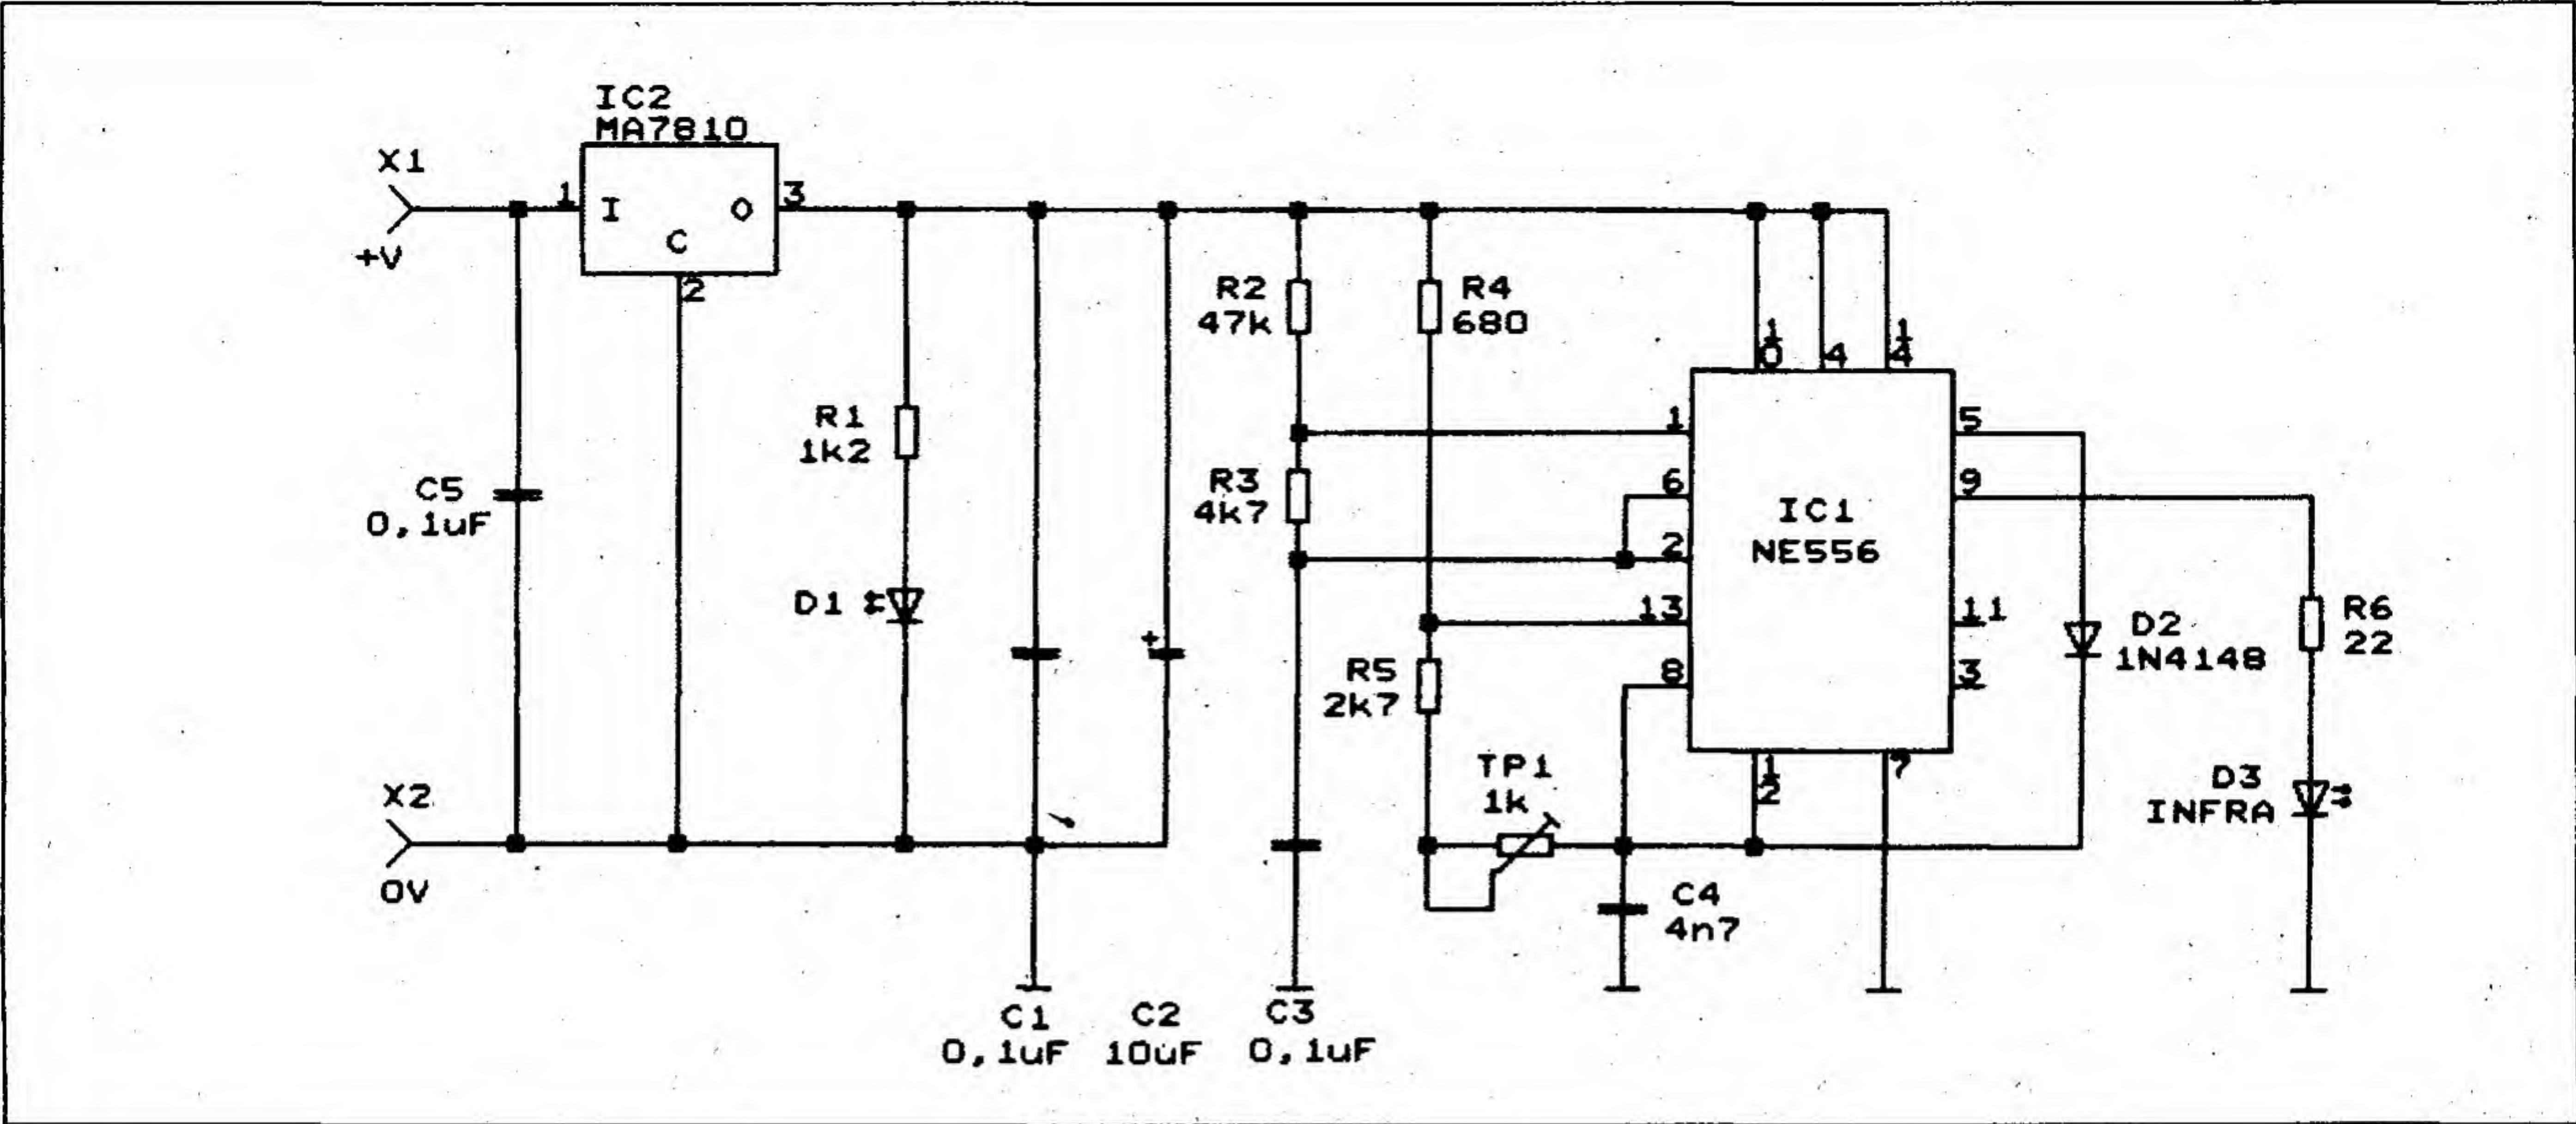 IC2
MA7810
X1
+V
1
I
O
3
C
2
C5
0,1uF
R1
1k2
D1
X2
0V
+
C1
0,1uF
C2
10uF
C3
0,1uF
R2
47k
R3
4k7
R4
680
R5
2k7
TP1
1k
C4
4n7
10
4
14
1
6
2
13
8
5
9
11
3
12
7
IC1
NE556
D2
1N4148
R6
22
D3
INFRA